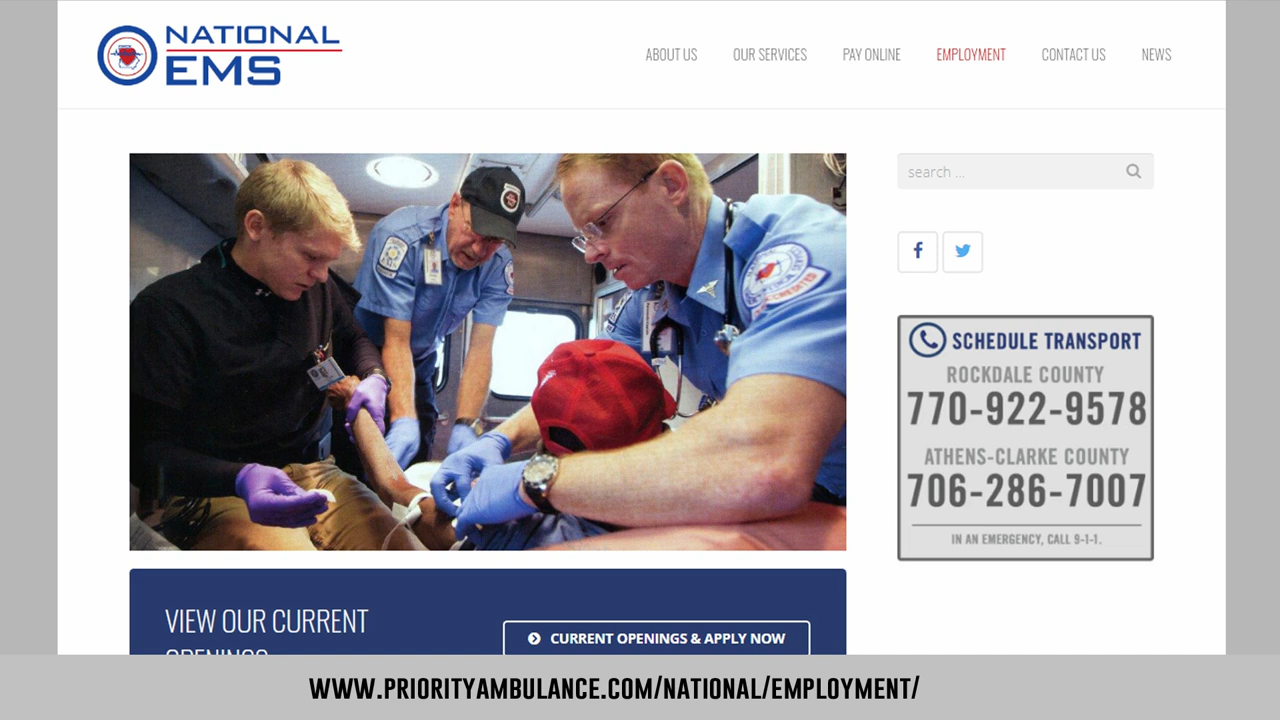 NATIONAL
EMS
ABOUT US OUR SERVICES PAY ONLINE EMPLOYMENT CONTACT US NEWS
search ...
SCHEDULE TRANSPORT
ROCKDALE COUNTY
770-922-9578
ATHENS-CLARKE COUNTY
706-286-7007
IN AN EMERGENCY, CALL 9-1-1.
VIEW OUR CURRENT
OPENINGS
CURRENT OPENINGS & APPLY NOW
WWW.PRIORITYAMBULANCE.COM/NATIONAL/EMPLOYMENT/